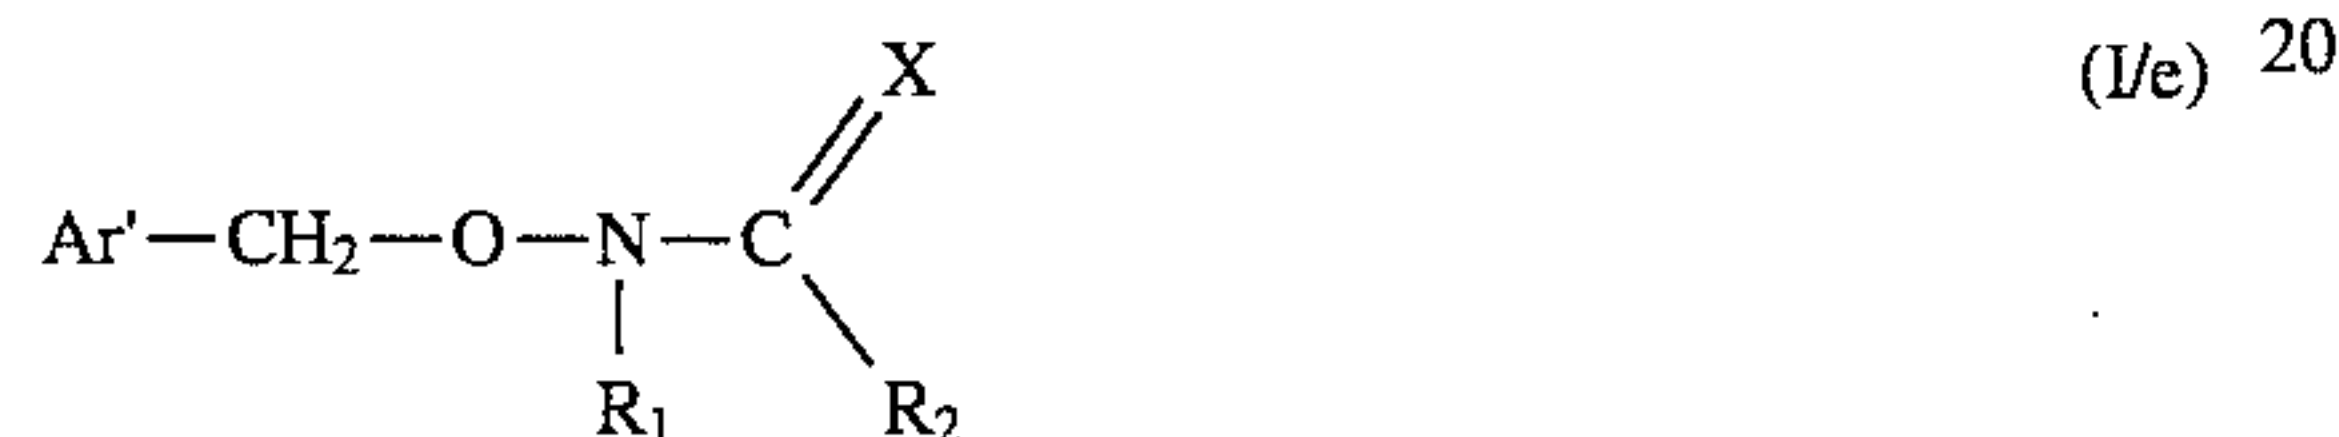 X
(I/e) 20
Ar'—CH₂—O—N—C
R₁ R₂